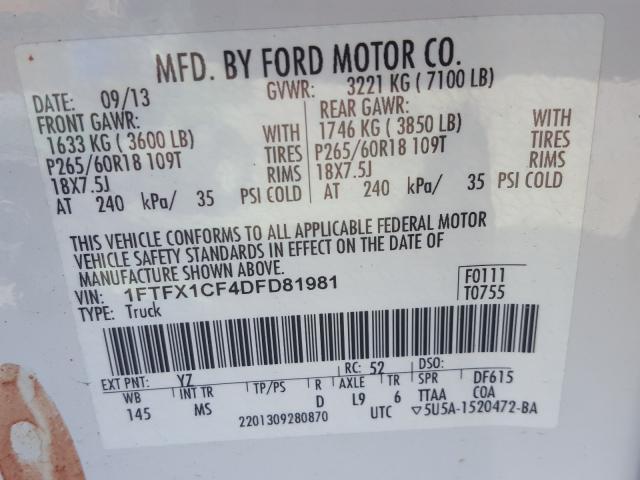 MFD. BY FORD MOTOR CO.
DATE: 09/13 GVWR: 3221 KG ( 7100 LB)
FRONT GAWR: REAR GAWR:
1633 KG ( 3600 LB) WITH 1746 KG ( 3850 LB) WITH
P265/60R18 109T TIRES P265/60R18 109T TIRES
18X7.5J RIMS 18X7.5J RIMS
AT 240 kPa/ 35 PSI COLD AT 240 kPa/ 35 PSI COLD
THIS VEHICLE CONFORMS TO ALL APPLICABLE FEDERAL MOTOR
VEHICLE SAFETY STANDARDS IN EFFECT ON THE DATE OF
MANUFACTURE SHOWN ABOVE.
VIN: 1FTFX1CF4DFD81981 F0111
TYPE: Truck T0755
EXT PNT: YZ RC: 52 DSO:
WB INT TR TP/PS R AXLE TR SPR DF615
145 MS D L9 6 TTAA COA
2201309280870 UTC ▽5U5A-1520472-BA